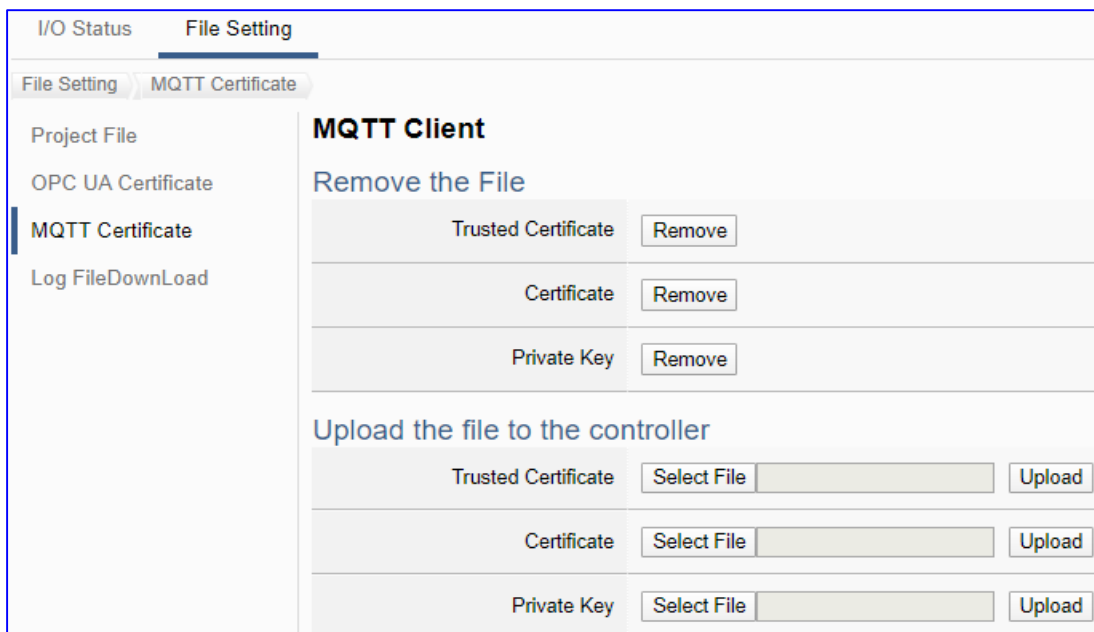 I/O Status File Setting
File Setting MQTT Certificate
Project File
OPC UA Certificate
MQTT Certificate
Log FileDownLoad
MQTT Client
Remove the File
Trusted Certificate Remove
Certificate Remove
Private Key Remove
Upload the file to the controller
Trusted Certificate Select File Upload
Certificate Select File Upload
Private Key Select File Upload